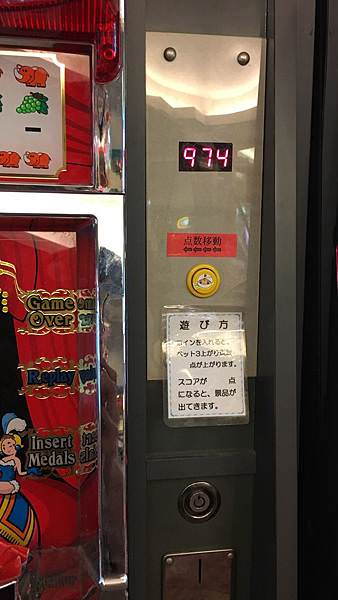 974
点数移動
←←←←
遊び方
コインを入れると、
ベット3上がり
点が上がります。
スコアが 点
になると、景品が
出てきます。
Game
Over
Replay
Insert
Medals